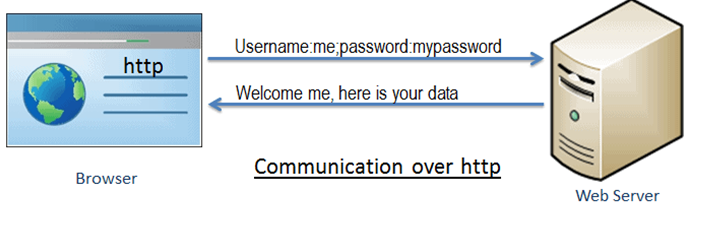 http
Username:me;password:mypassword
Welcome me, here is your data
Communication over http
Browser
Web Server